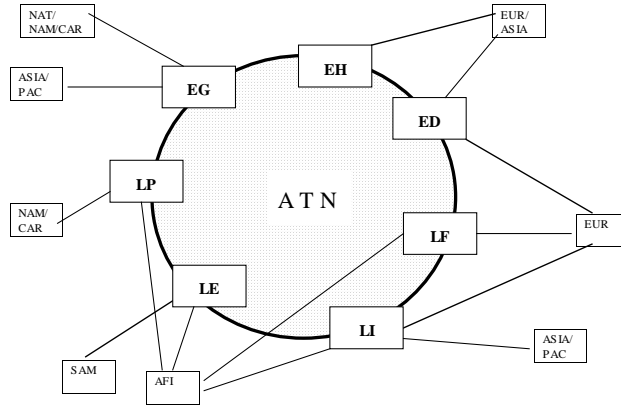 NAT/
NAM/CAR
EUR/
ASIA
EH
ASIA/
PAC
EG
ED
LP
A T N
NAM/
CAR
LF
EUR
LE
LI
ASIA/
PAC
SAM
AFI